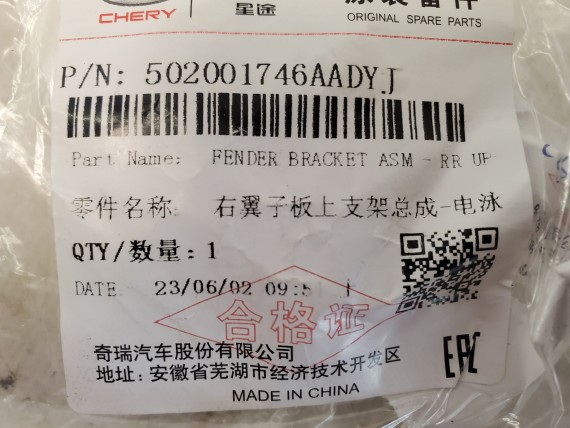 CHERY
星途
原装备件
ORIGINAL SPARE PARTS
P/N: 502001746AADYJ
Part Name: FENDER BRACKET ASM - RR UP
零件名称: 右翼子板上支架总成-电泳
QTY/数量: 1
DATE 23/06/02 09:5
合格证
奇瑞汽车股份有限公司
地址: 安徽省芜湖市经济技术开发区
EAC
MADE IN CHINA